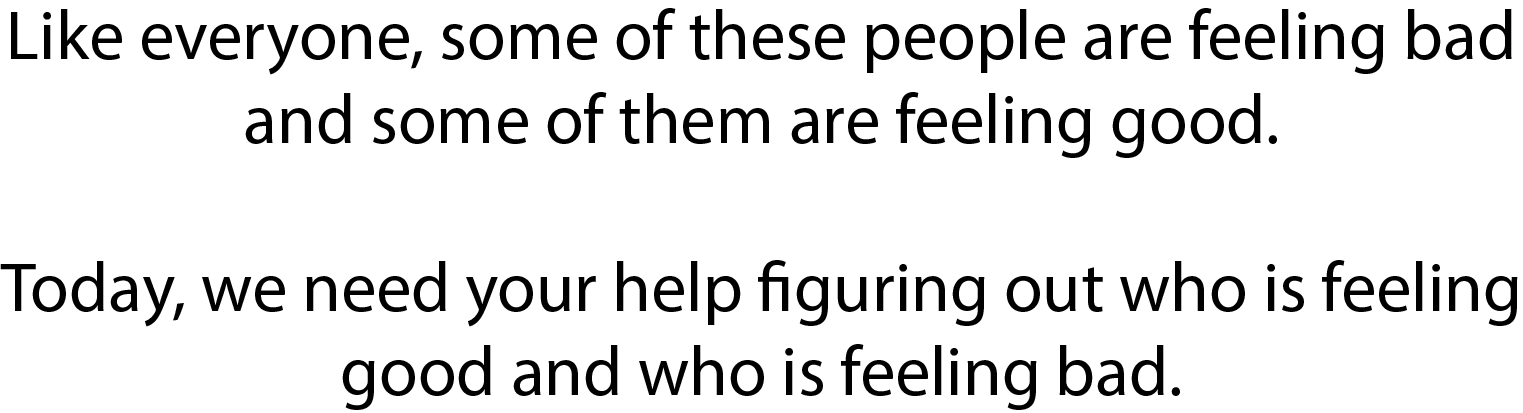 Like everyone, some of these people are feeling bad
and some of them are feeling good.
Today, we need your help figuring out who is feeling
good and who is feeling bad.